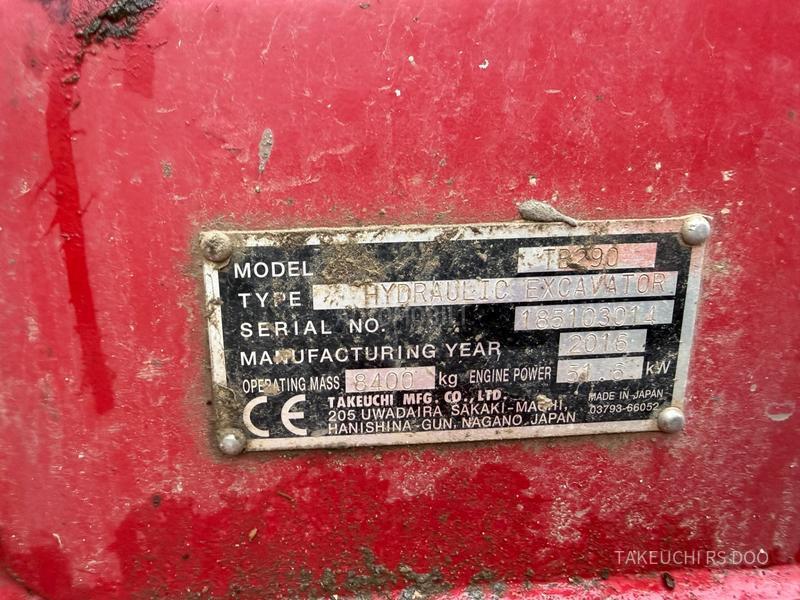 MODEL TB290
TYPE HYDRAULIC EXCAVATOR
SERIAL NO. 185103014
MANUFACTURING YEAR 2016
OPERATING MASS 8400 kg ENGINE POWER 51.6 kW
CE TAKEUCHI MFG. CO., LTD. MADE IN JAPAN
205 UWADAIRA SAKAKI-MACHI, 03793-66052
HANISHINA-GUN, NAGANO, JAPAN
TAKEUCHI RS DOO